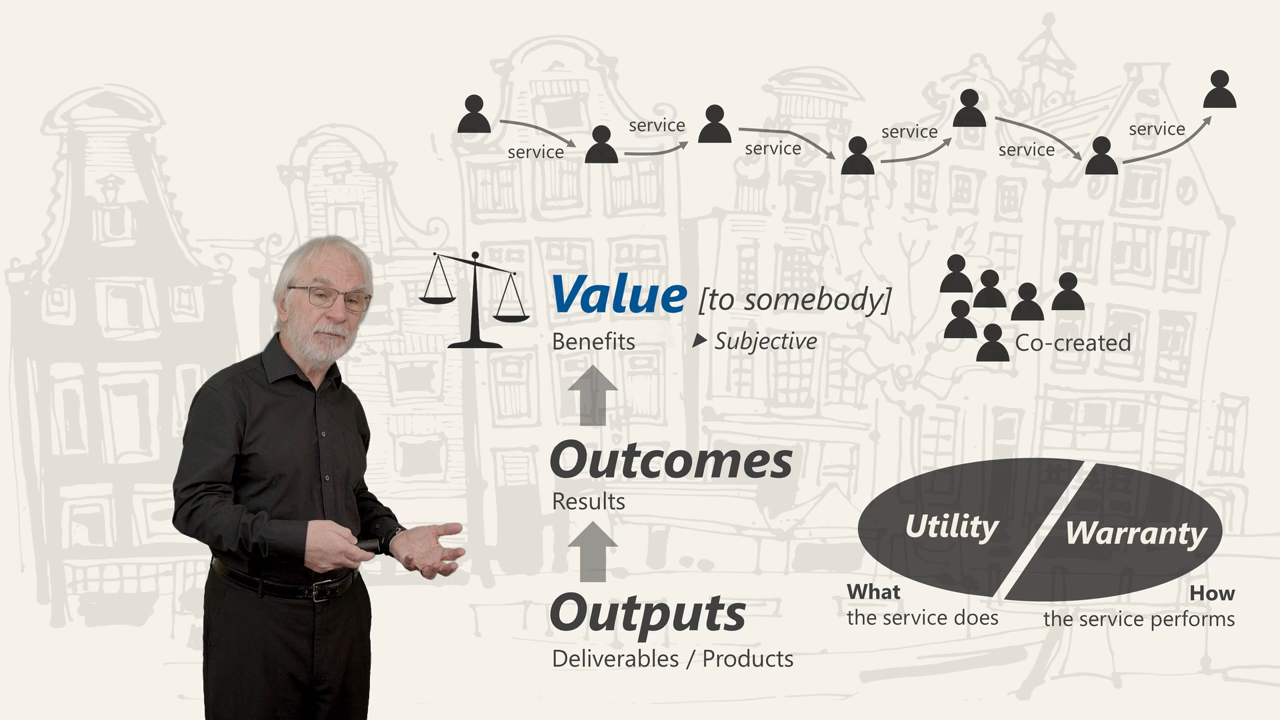 service
service
service
service
service
service
Value [to somebody]
Benefits
▶ Subjective
Co-created
Outcomes
Results
Utility
Warranty
What
the service does
How
the service performs
Outputs
Deliverables / Products